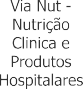 Via Nut -
Nutrição
Clinica e
Produtos
Hospitalares